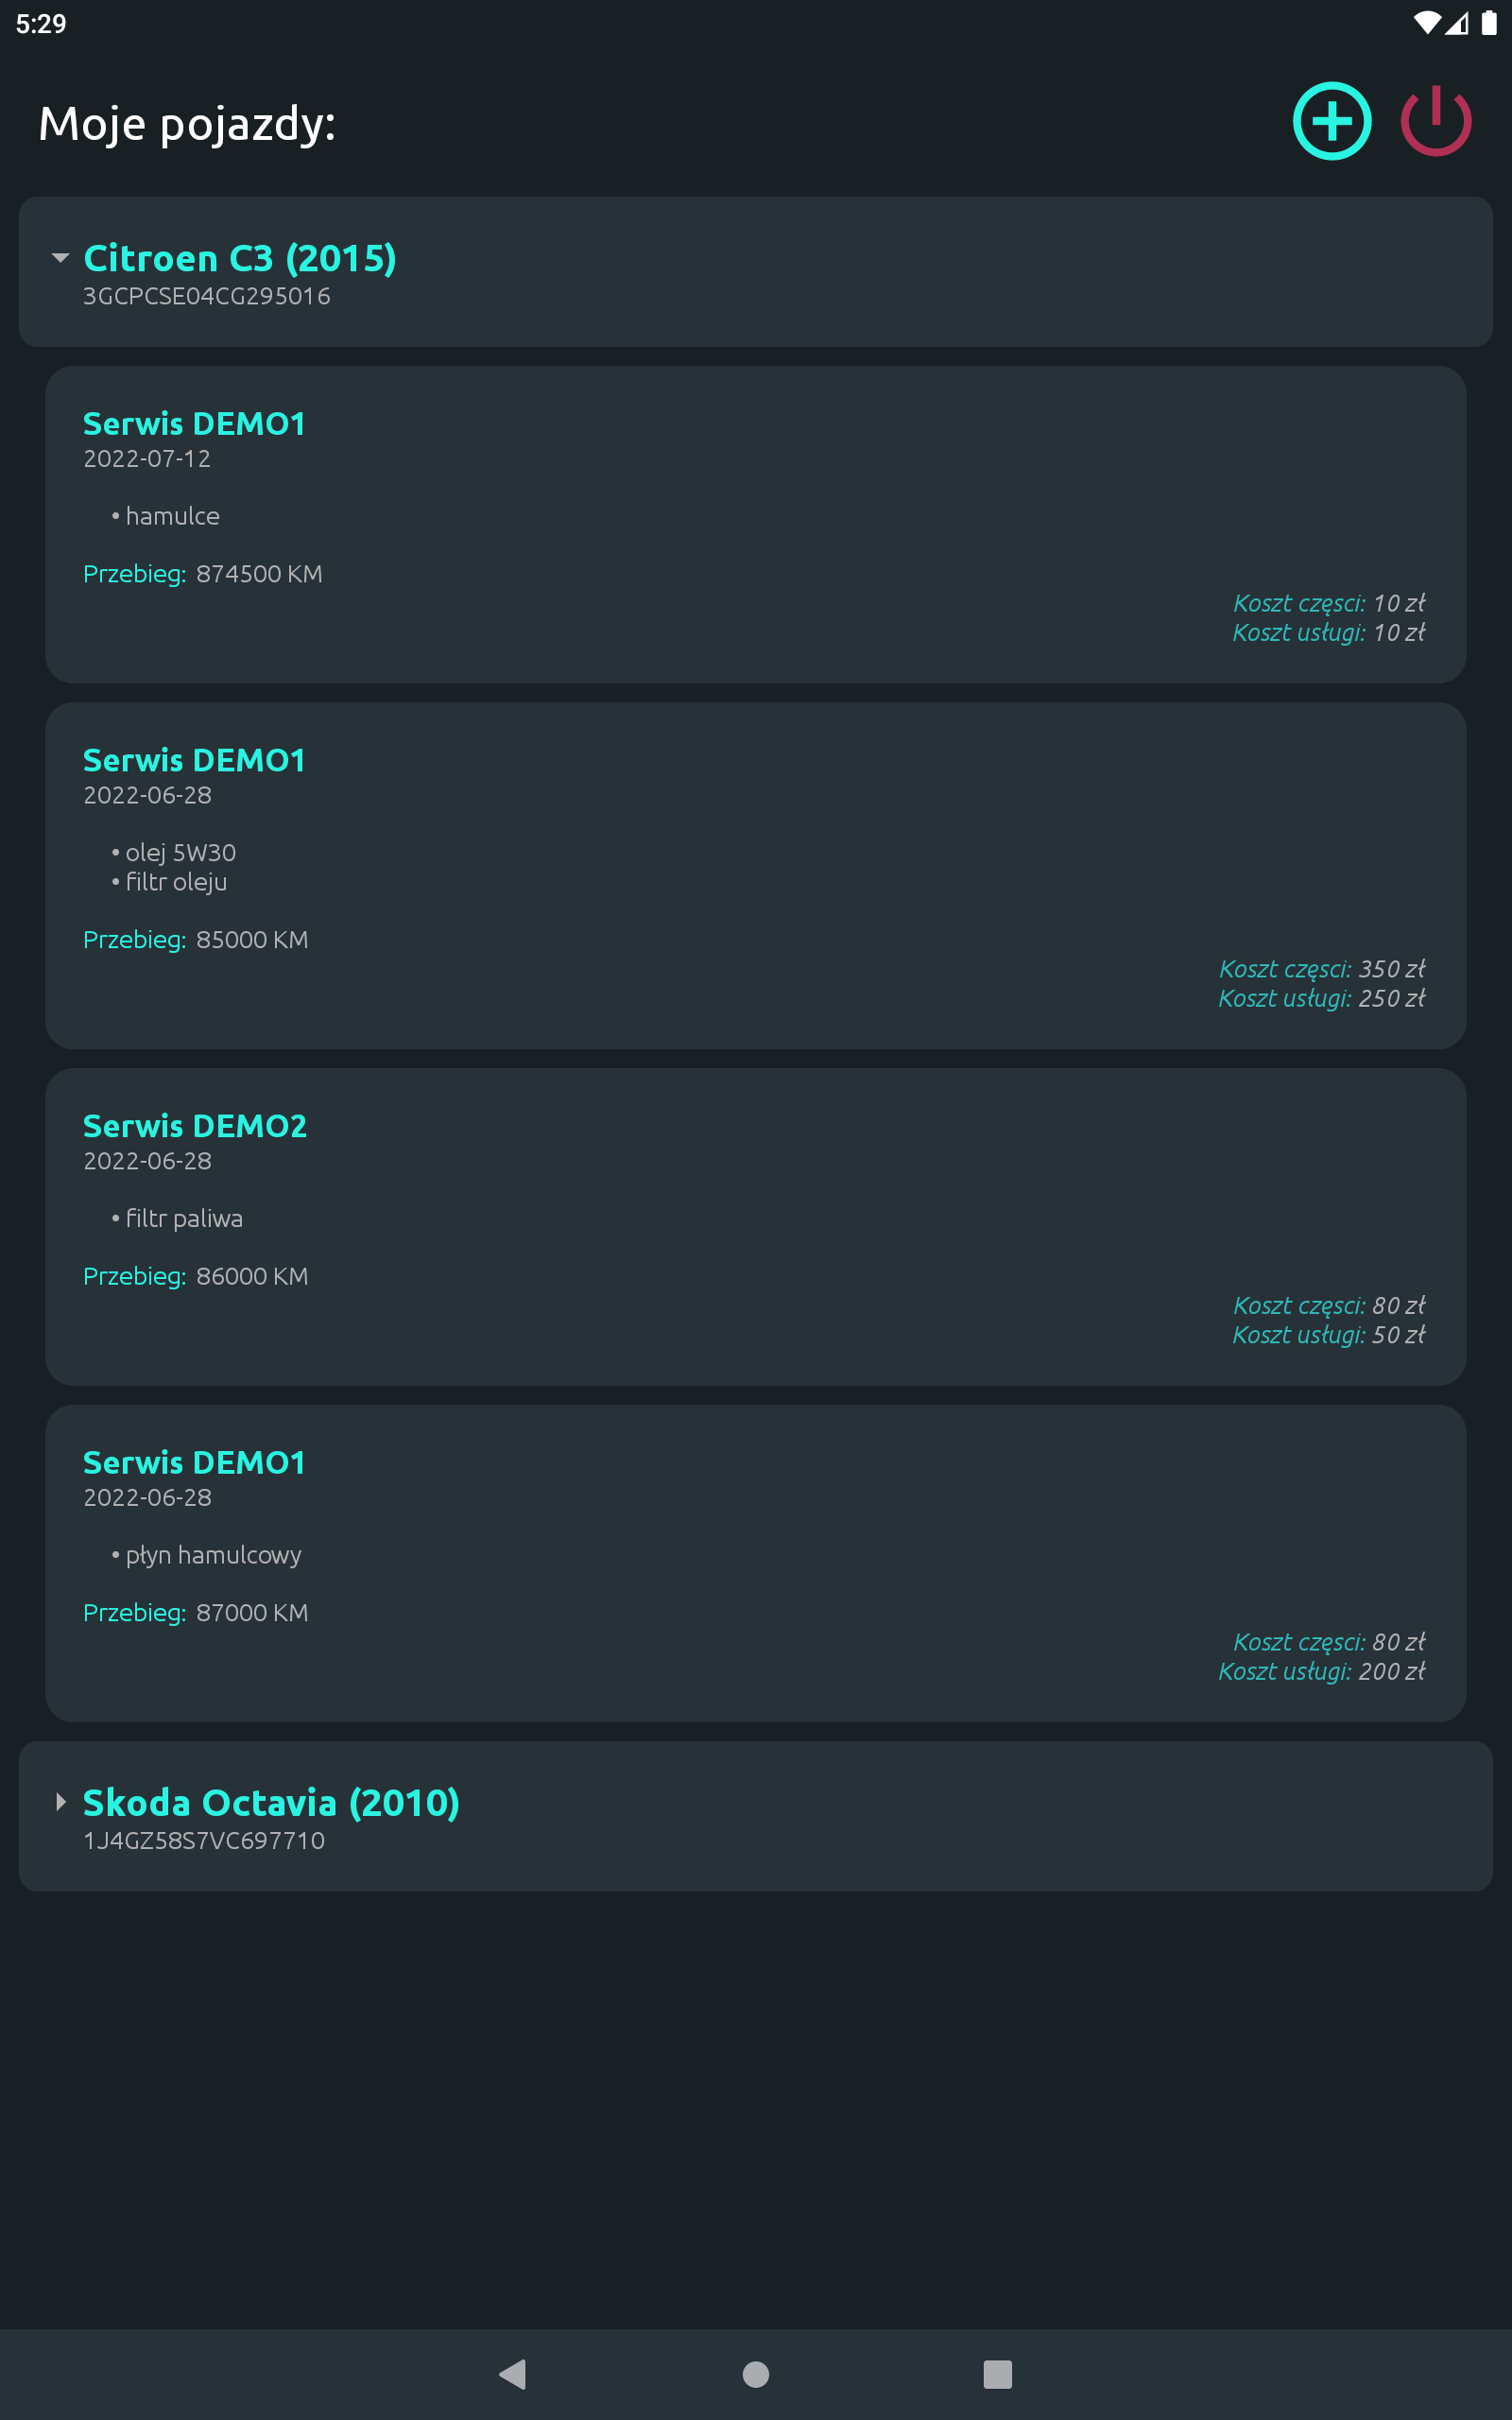 5:29
Moje pojazdy:
Citroen C3 (2015)
3GCPCSE04CG295016
Serwis DEMO1
2022-07-12
• hamulce
Przebieg: 874500 KM
Koszt częsci: 10 zł
Koszt usługi: 10 zł
Serwis DEMO1
2022-06-28
• olej 5W30
• filtr oleju
Przebieg: 85000 KM
Koszt częsci: 350 zł
Koszt usługi: 250 zł
Serwis DEMO2
2022-06-28
• filtr paliwa
Przebieg: 86000 KM
Koszt częsci: 80 zł
Koszt usługi: 50 zł
Serwis DEMO1
2022-06-28
• płyn hamulcowy
Przebieg: 87000 KM
Koszt częsci: 80 zł
Koszt usługi: 200 zł
Skoda Octavia (2010)
1J4GZ58S7VC697710